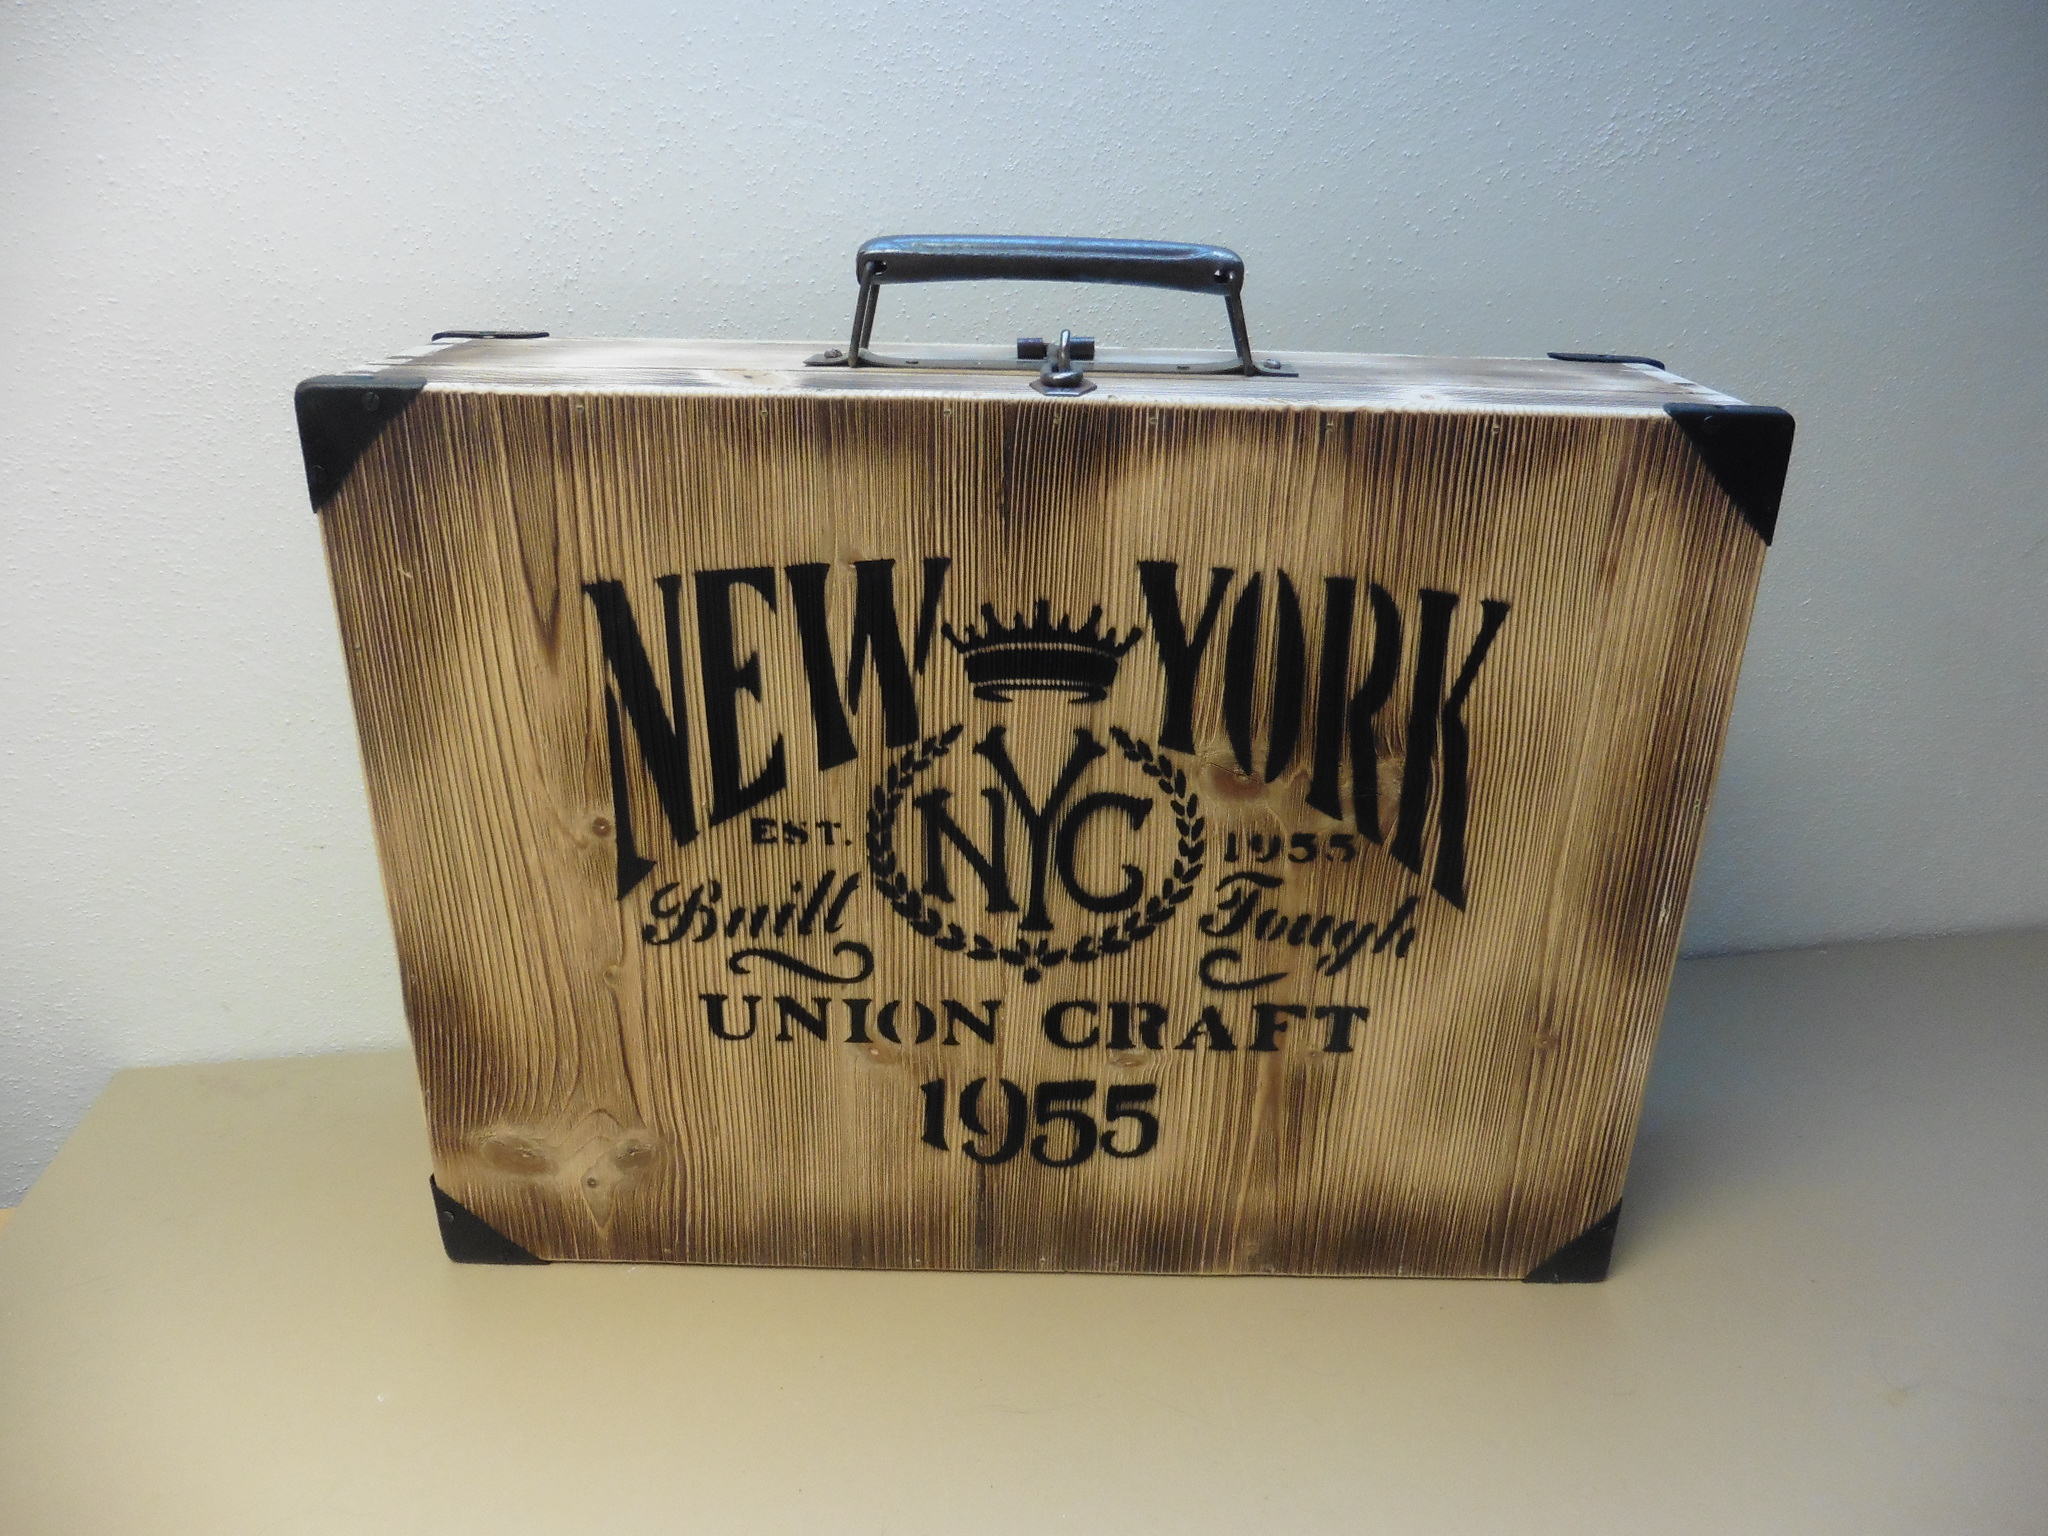 NEW YORK
NYC
EST. 1955
Built Tough
UNION CRAFT
1955